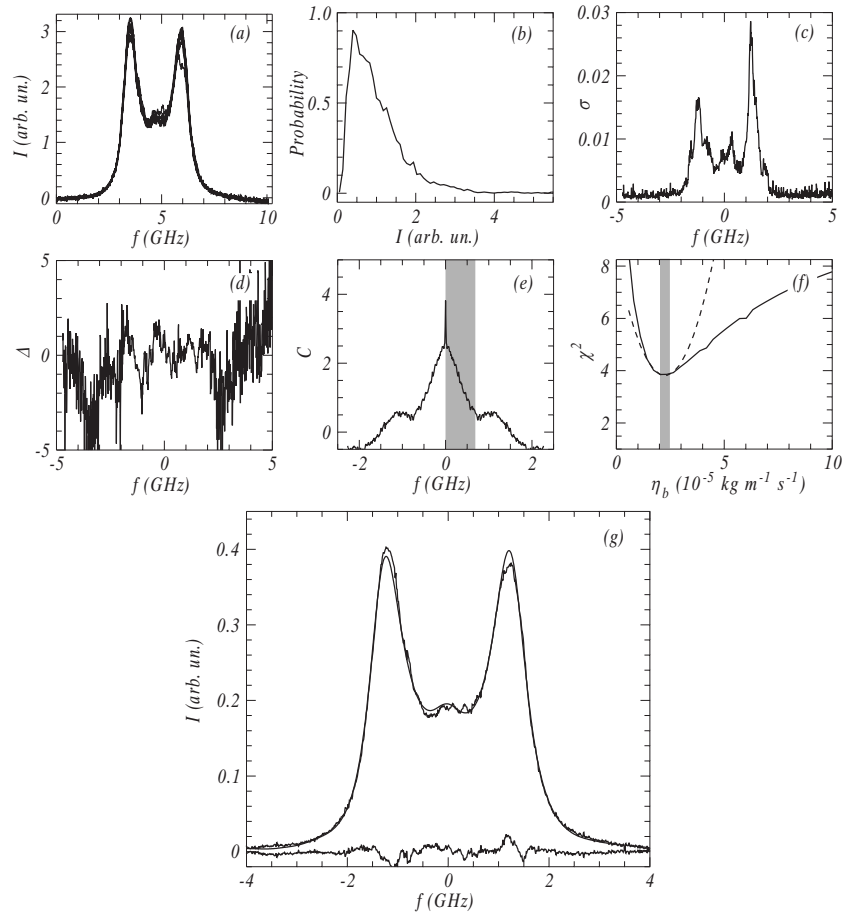 (a)
I (arb. un.)
3
2
1
0
0
5
10
f (GHz)
(b)
Probability
1.0
0.5
0
0
2
4
I (arb. un.)
(c)
σ
0.03
0.02
0.01
0
-5
0
5
f (GHz)
(d)
Δ
5
0
-5
-5
0
5
f (GHz)
(e)
C
5
4
2
0
-2
0
2
f (GHz)
(f)
χ²
8
6
4
2
0
5
10
η_b (10⁻⁵ kg m⁻¹ s⁻¹)
(g)
I (arb. un.)
0.4
0.3
0.2
0.1
0
-4
-2
0
2
4
f (GHz)